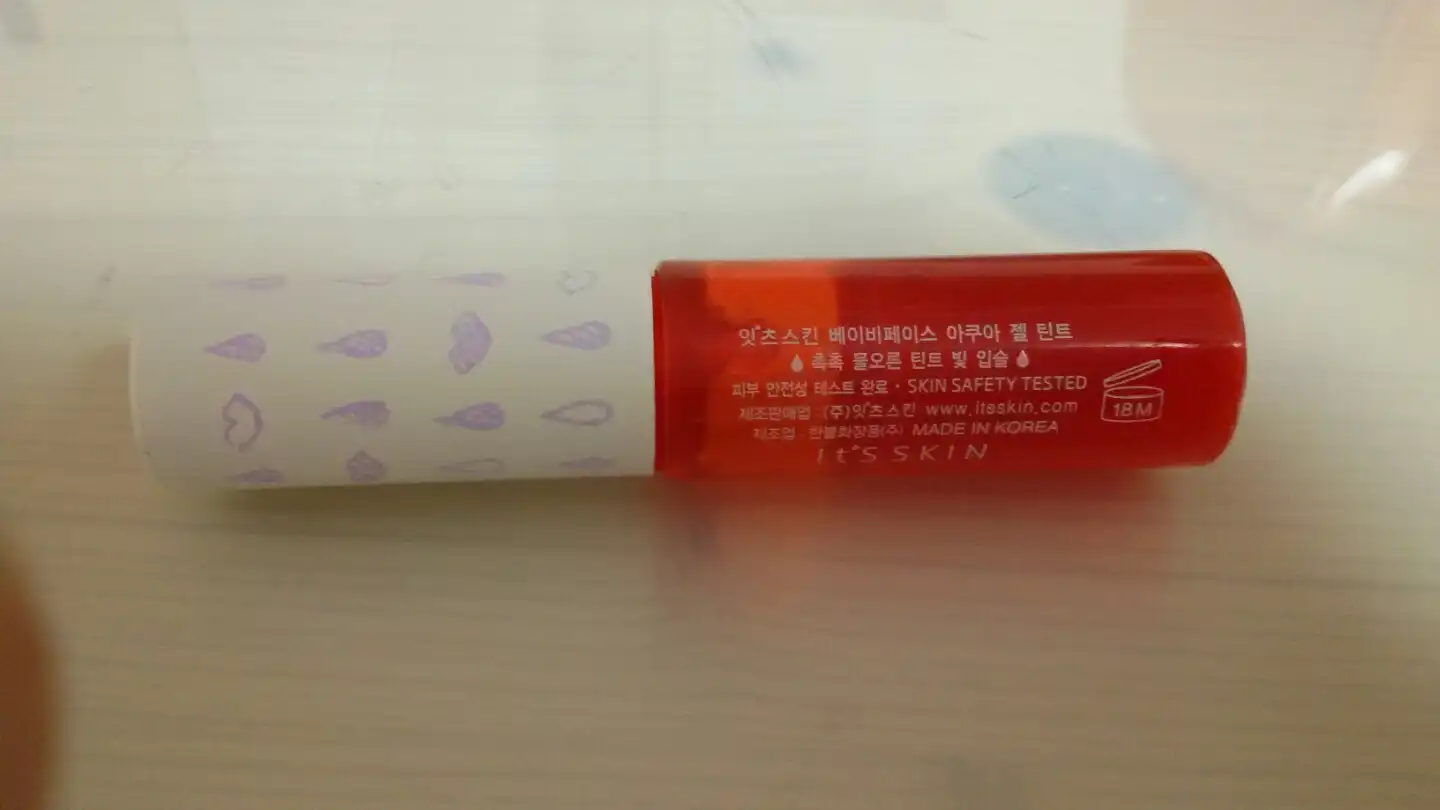 잇츠스킨 베이비페이스 아쿠아 젤 틴트
촉촉 물오른 틴트 빛 입술
피부 안전성 테스트 완료 · SKIN SAFETY TESTED
제조판매업 : (주)잇츠스킨 www.itsskin.com
제조업 : 한불화장품(주) MADE IN KOREA
It'S SKIN
18M